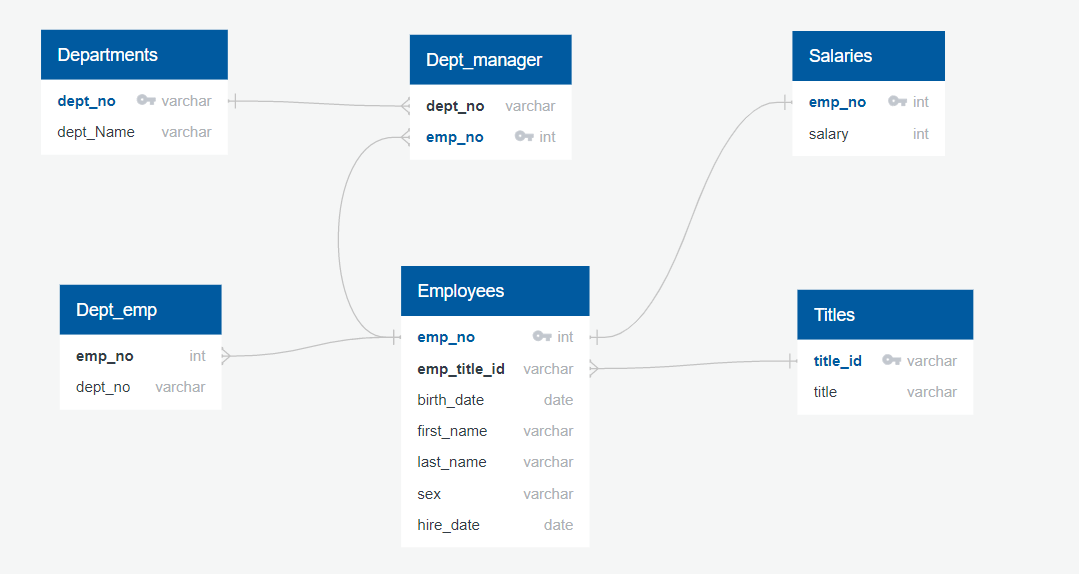 Departments
dept_no varchar
dept_Name varchar
Dept_manager
dept_no varchar
emp_no int
Salaries
emp_no int
salary int
Dept_emp
emp_no int
dept_no varchar
Employees
emp_no int
emp_title_id varchar
birth_date date
first_name varchar
last_name varchar
sex varchar
hire_date date
Titles
title_id varchar
title varchar